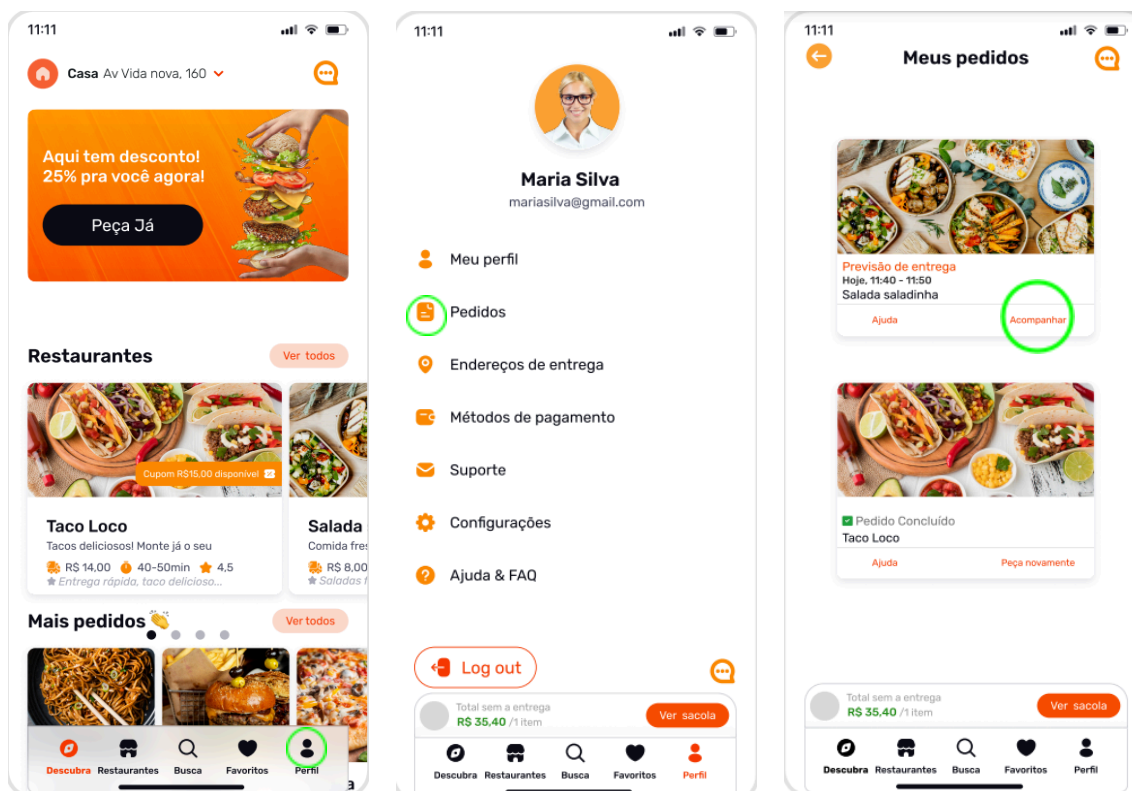 11:11
Casa Av Vida nova, 160
Aqui tem desconto!
25% pra você agora!
Peça Já
Restaurantes
Ver todos
Cupom R$15,00 disponível
Taco Loco
Tacos deliciosos! Monte já o seu
R$ 14,00 40-50min 4,5
Entrega rápida, taco delicioso...
Salada
Comida fre
R$ 8,00
Saladas f
Mais pedidos
Ver todos
Descubra Restaurantes Busca Favoritos Perfil
a
11:11
Maria Silva
mariasilva@gmail.com
Meu perfil
Pedidos
Endereços de entrega
Métodos de pagamento
Suporte
Configurações
Ajuda & FAQ
Log out
Total sem a entrega
R$ 35,40 /1 item
Ver sacola
Descubra Restaurantes Busca Favoritos Perfil
11:11
Meus pedidos
Previsão de entrega
Hoje, 11:40 - 11:50
Salada saladinha
Ajuda Acompanhar
Pedido Concluído
Taco Loco
Ajuda Peça novamente
Total sem a entrega
R$ 35,40 /1 item
Ver sacola
Descubra Restaurantes Busca Favoritos Perfil